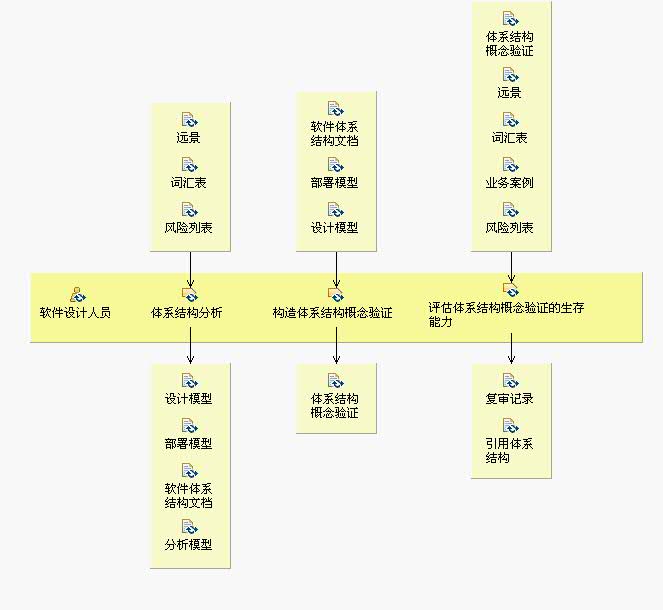 远景
词汇表
风险列表
软件体系
结构文档
部署模型
设计模型
体系结构
概念验证
远景
词汇表
业务案例
风险列表
软件设计人员
体系结构分析
构造体系结构概念验证
评估体系结构概念验证的生存
能力
设计模型
部署模型
软件体系
结构文档
分析模型
体系结构
概念验证
复审记录
引用体系
结构